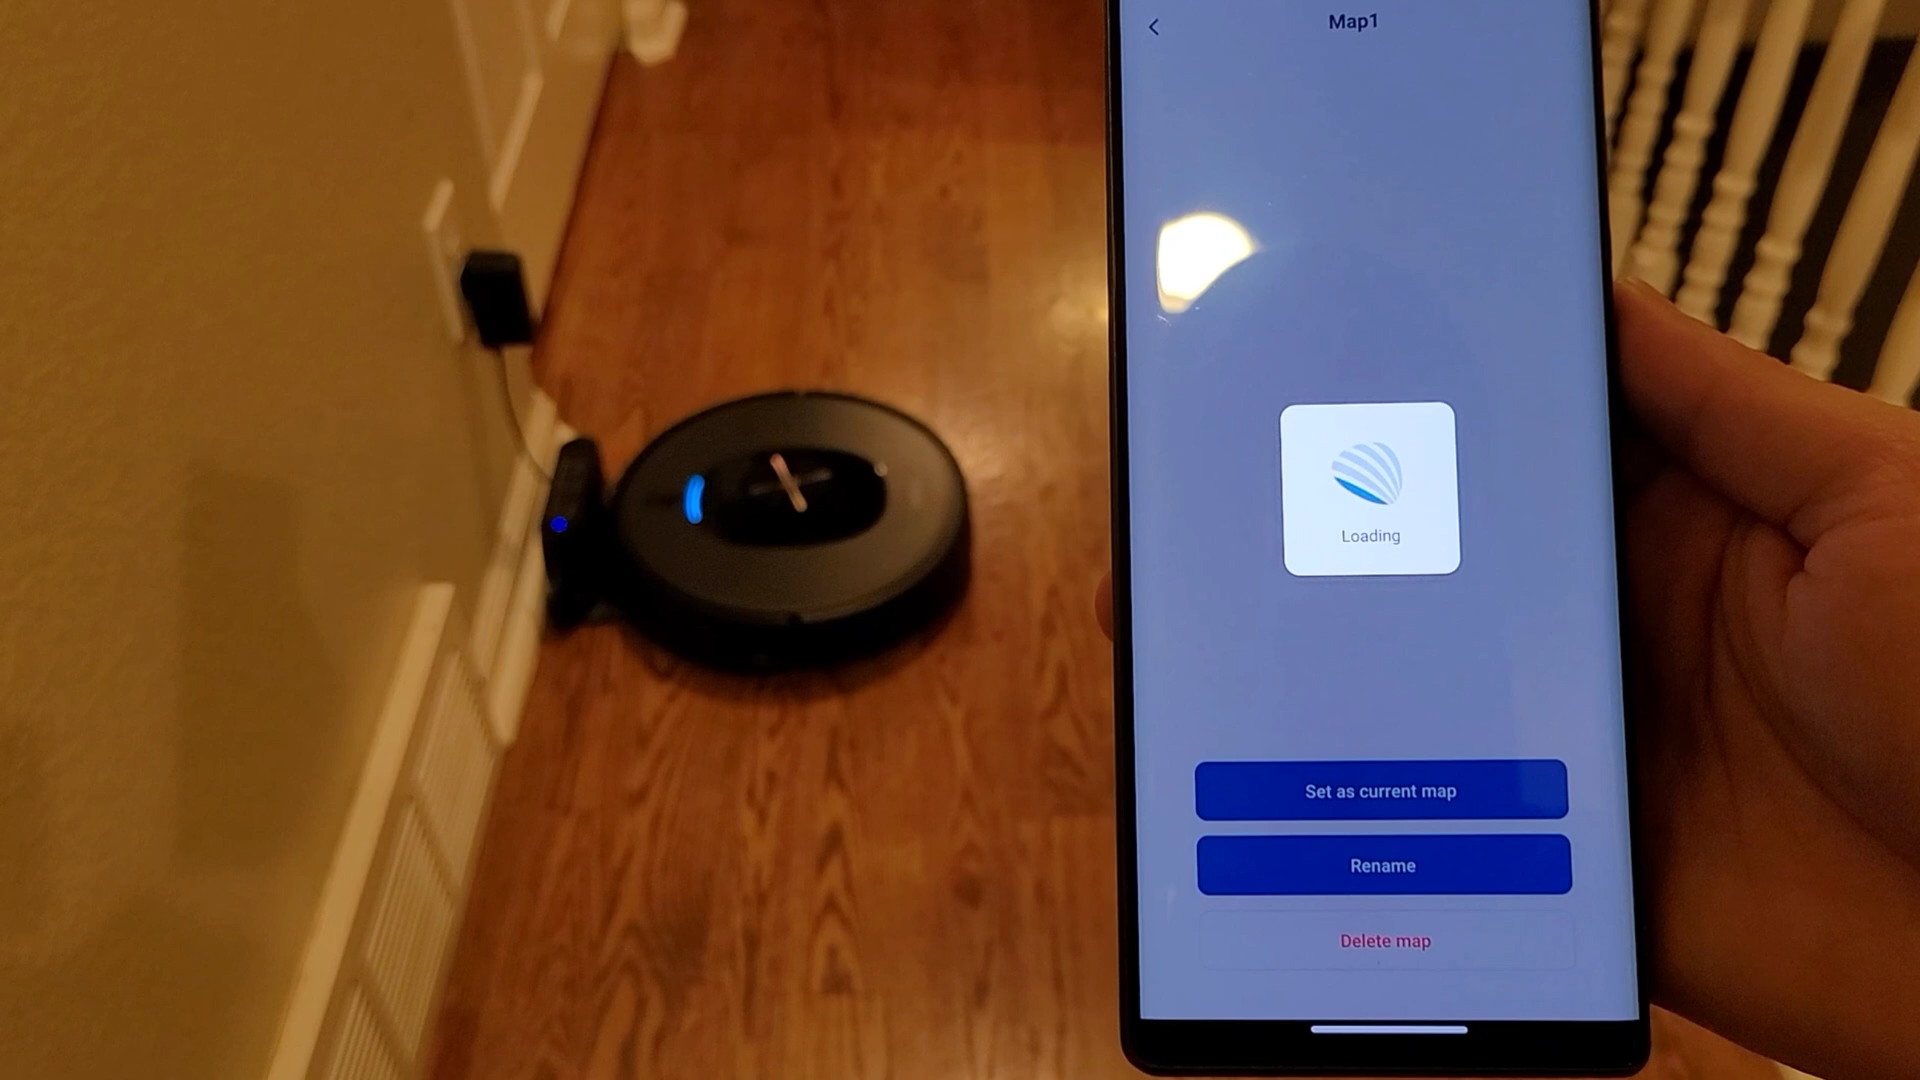 Map1
Loading
Set as current map
Rename
Delete map